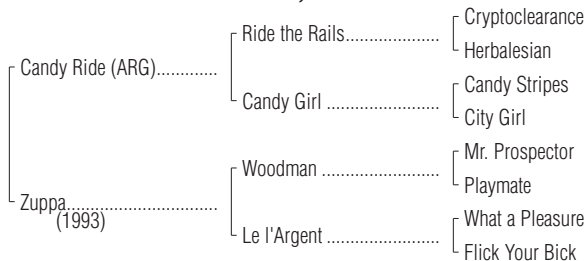 Cryptoclearance
Ride the Rails....................
Herbalesian
Candy Ride (ARG).............
Candy Stripes
Candy Girl ........................
City Girl
Mr. Prospector
Woodman .........................
Playmate
Zuppa.................................
(1993)
What a Pleasure
Le l'Argent ........................
Flick Your Bick